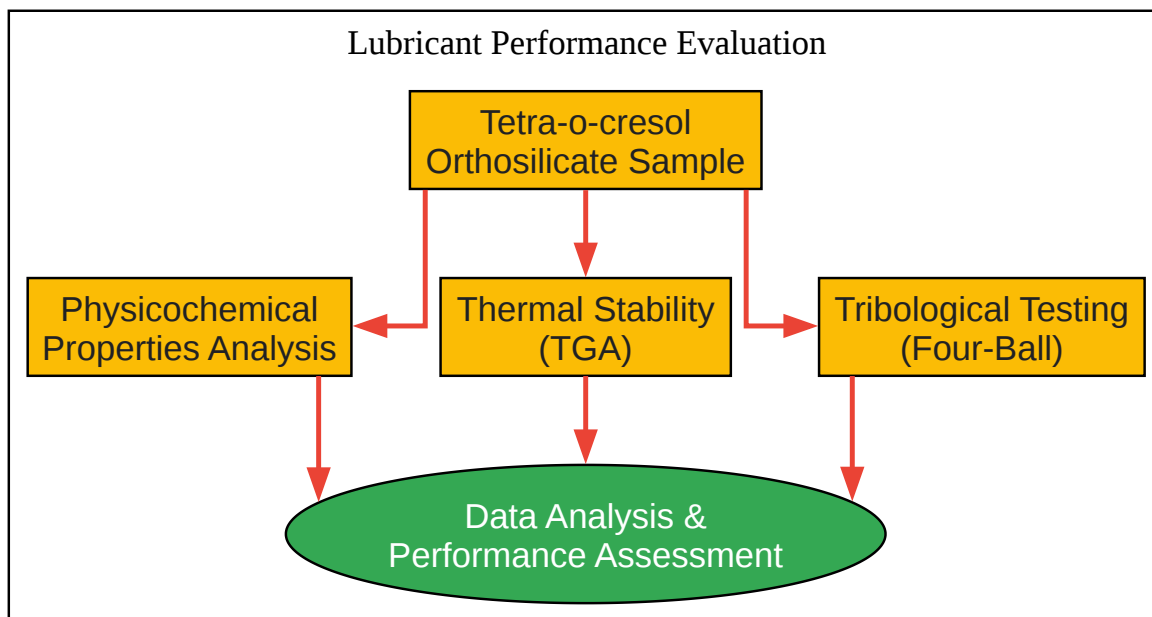 Lubricant Performance Evaluation
Tetra-o-cresol
Orthosilicate Sample
Physicochemical
Properties Analysis
Thermal Stability
(TGA)
Tribological Testing
(Four-Ball)
Data Analysis &
Performance Assessment